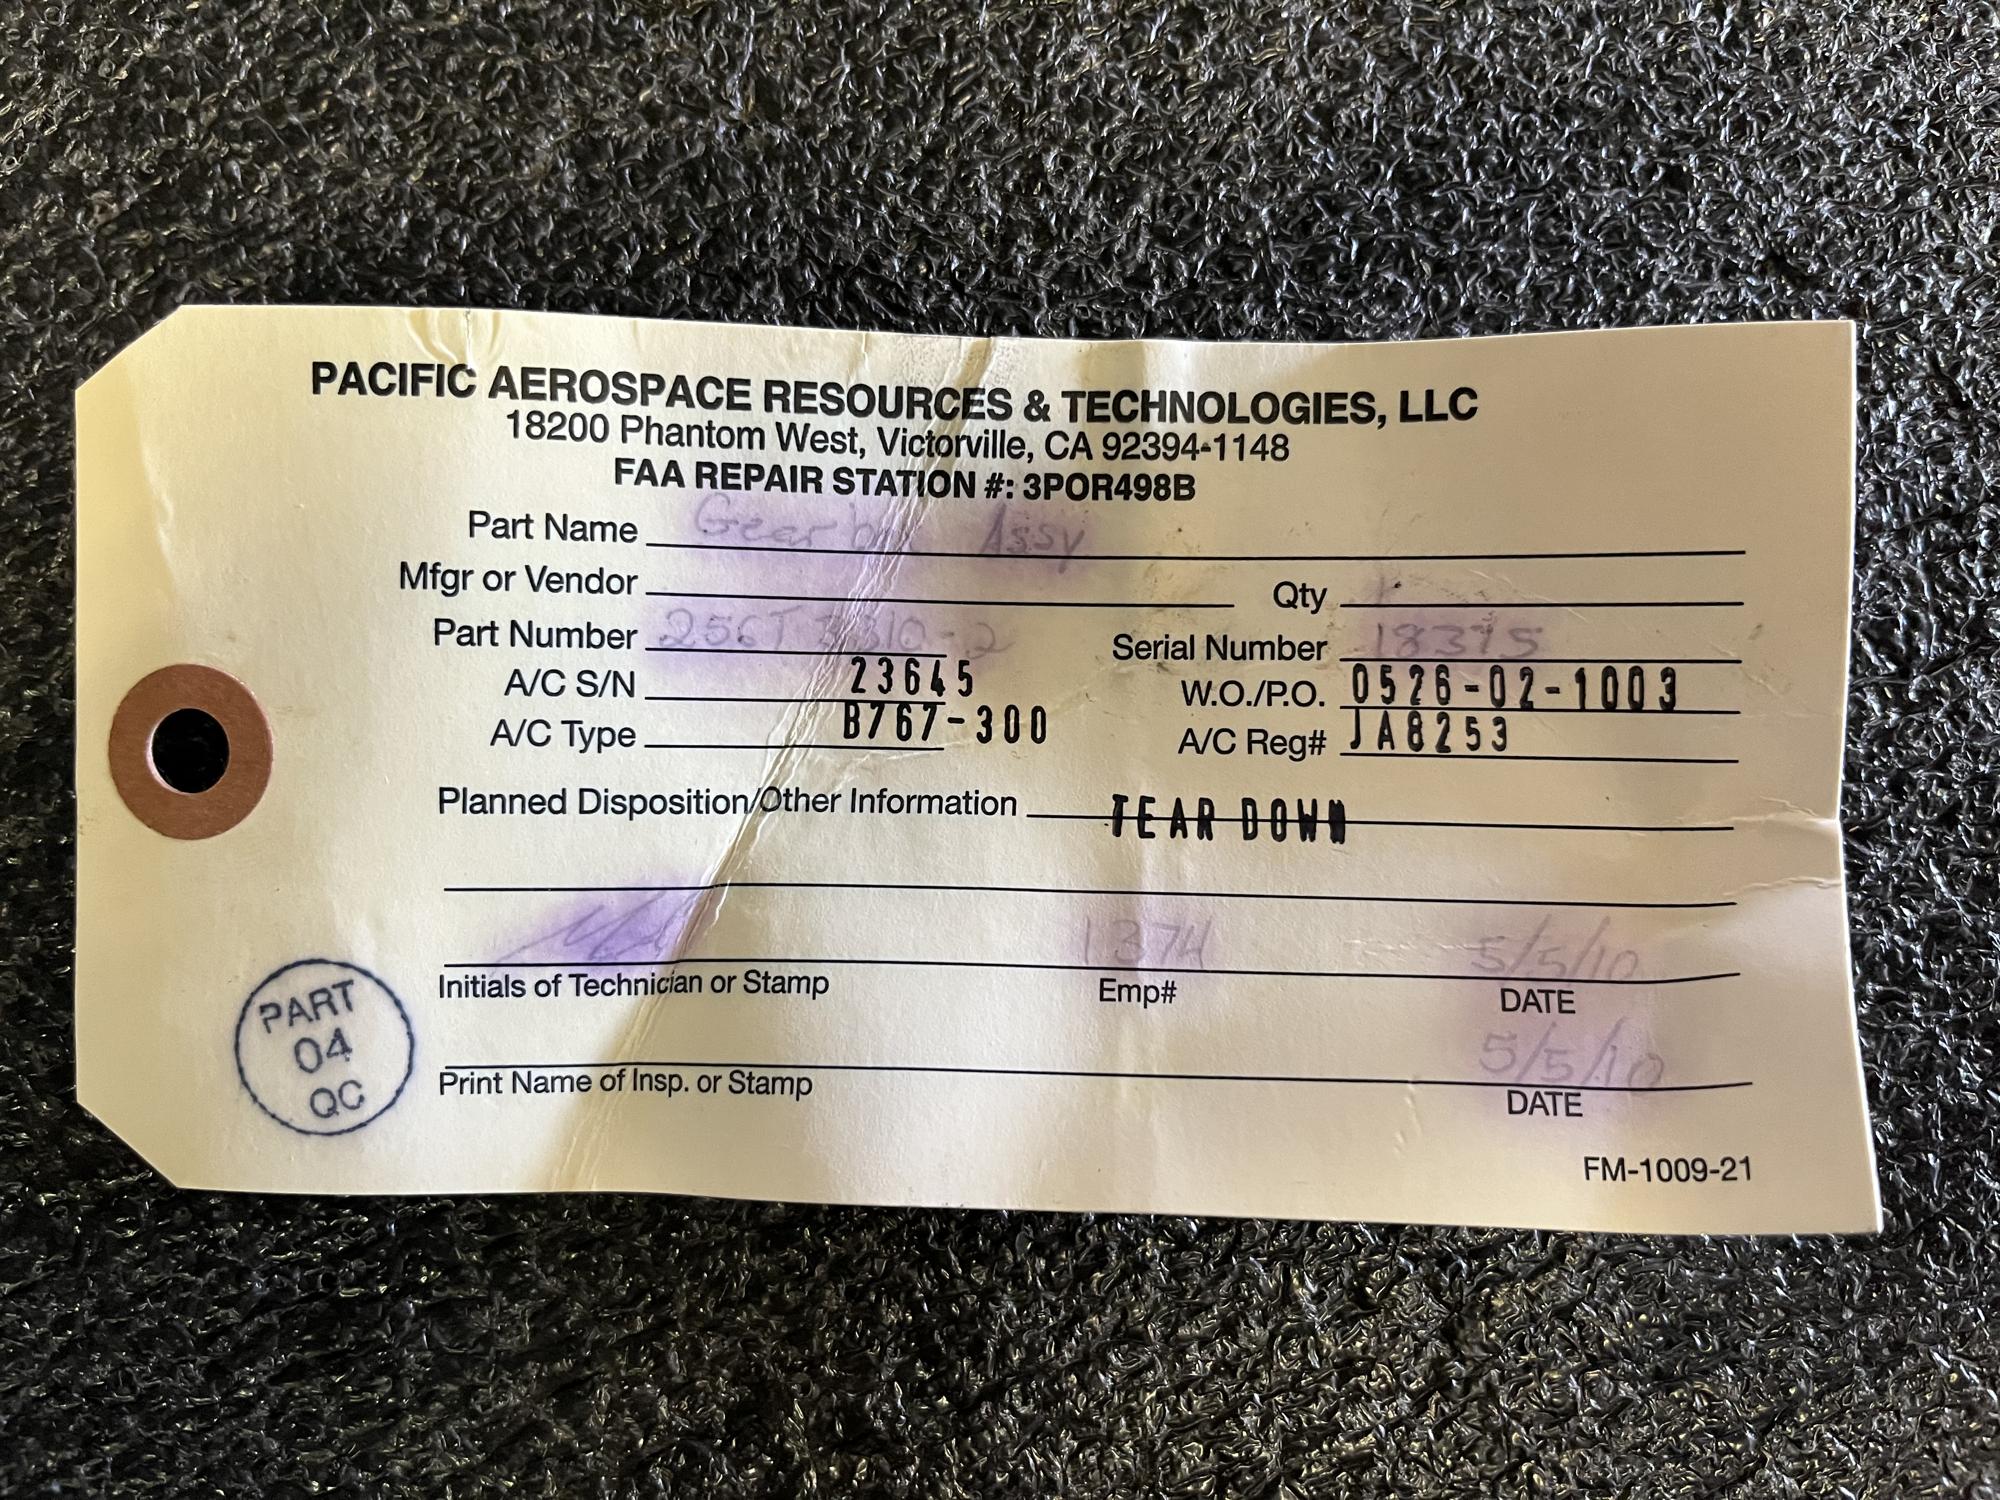 PACIFIC AEROSPACE RESOURCES & TECHNOLOGIES, LLC
18200 Phantom West, Victorville, CA 92394-1148
FAA REPAIR STATION #: 3POR498B
Part Name Gear box Assy
Mfgr or Vendor Qty
Part Number 256T3310-2 Serial Number 18375
A/C S/N 23645 W.O./P.O. 0526-02-1003
A/C Type B767-300 A/C Reg# JA8253
Planned Disposition/Other Information TEAR DOWN
1374 5/5/10
Initials of Technician or Stamp Emp# DATE
PART
04
QC
5/5/10
Print Name of Insp. or Stamp DATE
FM-1009-21